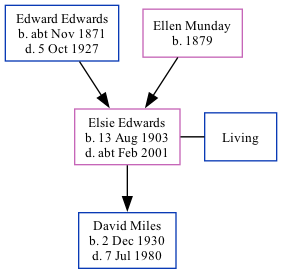 Edward Edwards
b. abt Nov 1871
d. 5 Oct 1927
Ellen Munday
b. 1879
Elsie Edwards
b. 13 Aug 1903
d. abt Feb 2001
Living
David Miles
b. 2 Dec 1930
d. 7 Jul 1980